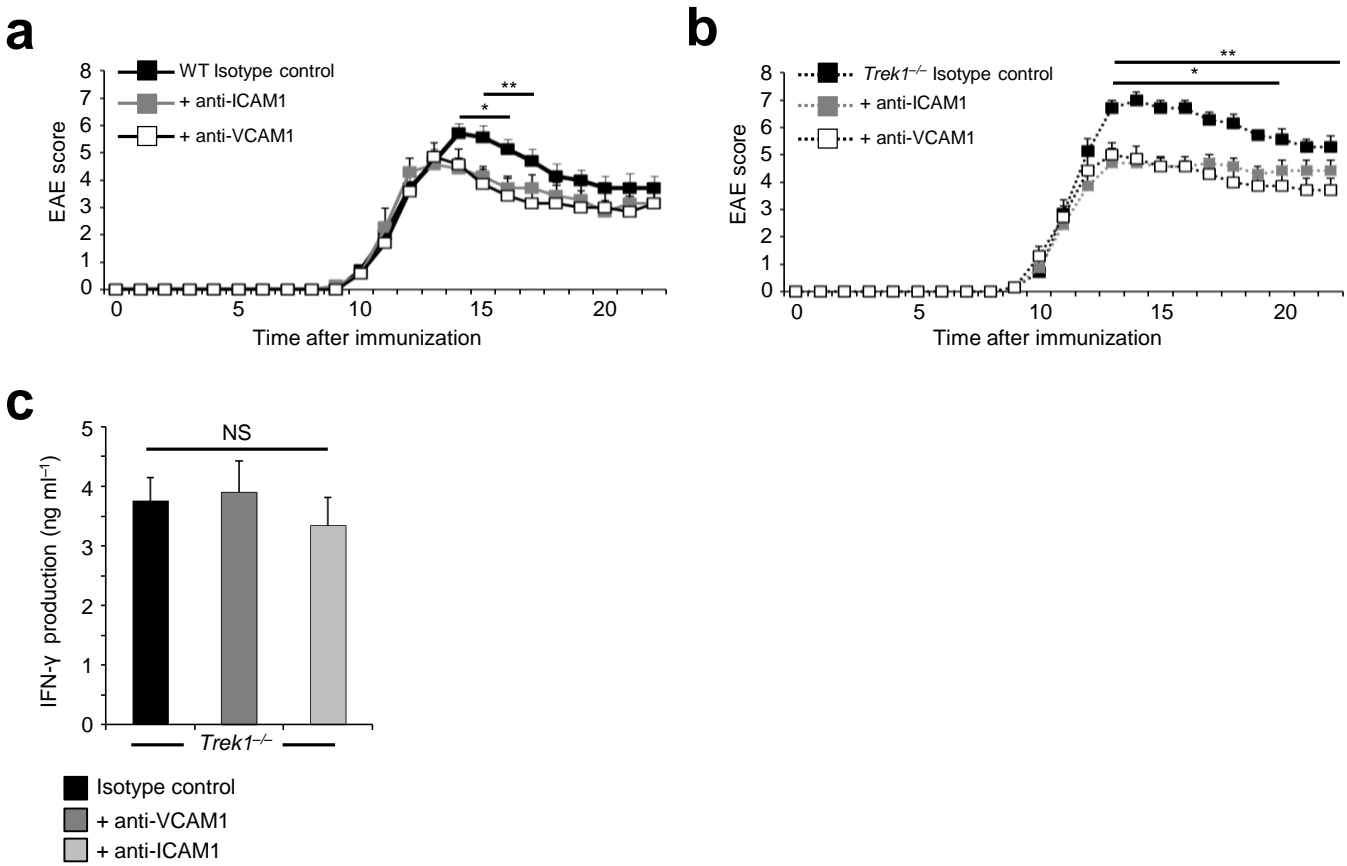 a
8
7
6
5
4
3
2
1
0
EAE score
WT Isotype control
+ anti-ICAM1
+ anti-VCAM1
**
*
0 5 10 15 20
Time after immunization
b
8
7
6
5
4
3
2
1
0
EAE score
Trek1–/– Isotype control
+ anti-ICAM1
+ anti-VCAM1
**
*
0 5 10 15 20
Time after immunization
c
5
4
3
2
1
0
IFN-γ production (ng ml–1)
NS
Trek1–/–
Isotype control
+ anti-VCAM1
+ anti-ICAM1